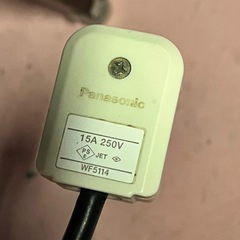 Panasonic
15A 250V
PS
E
JET
WF5114